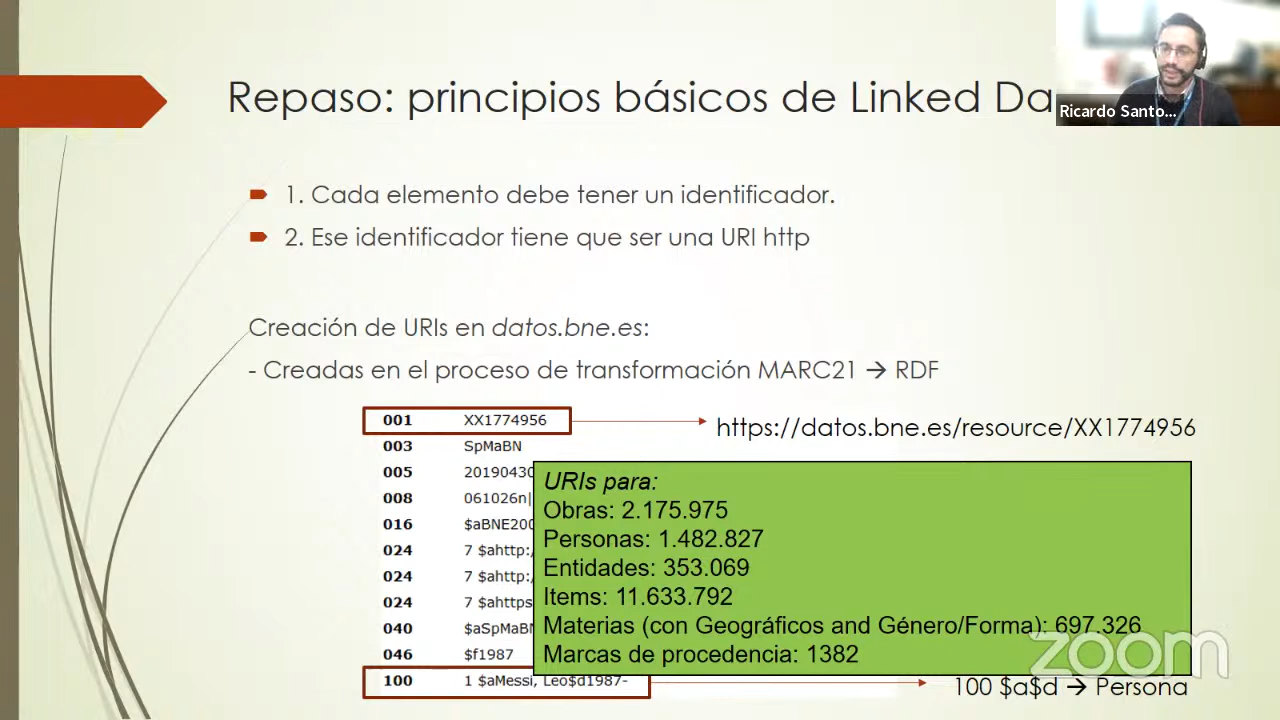 Repaso: principios básicos de Linked Da
Ricardo Santo...
1. Cada elemento debe tener un identificador.
2. Ese identificador tiene que ser una URI http
Creación de URIs en datos.bne.es:
- Creadas en el proceso de transformación MARC21 → RDF
001 XX1774956
https://datos.bne.es/resource/XX1774956
003 SpMaBN
005 20190430
008 061026n|
016 $aBNE200
024 7 $ahttp:/
024 7 $ahttp:/
024 7 $ahttps
040 $aSpMaBN
046 $f1987
100 1 $aMessi, Leo$d1987-
URIs para:
Obras: 2.175.975
Personas: 1.482.827
Entidades: 353.069
Items: 11.633.792
Materias (con Geográficos and Género/Forma): 697.326
Marcas de procedencia: 1382
100 $a$d → Persona
zoom